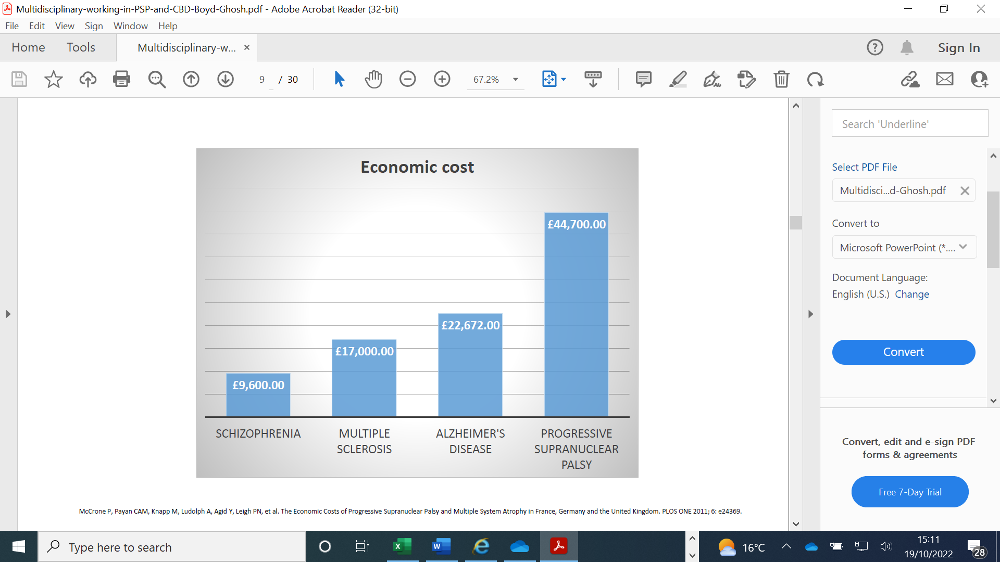 Multidisciplinary-working-in-PSP-and-CBD-Boyd-Ghosh.pdf - Adobe Acrobat Reader (32-bit)
File Edit View Sign Window Help
Home Tools Multidisciplinary-w... Sign In
9 / 30 67.2%
Economic cost
£44,700.00
£22,672.00
£17,000.00
£9,600.00
SCHIZOPHRENIA
MULTIPLE
SCLEROSIS
ALZHEIMER'S
DISEASE
PROGRESSIVE
SUPRANUCLEAR
PALSY
McCrone P, Payan CAM, Knapp M, Ludolph A, Agid Y, Leigh PN, et al. The Economic Costs of Progressive Supranuclear Palsy and Multiple System Atrophy in France, Germany and the United Kingdom. PLOS ONE 2011; 6: e24369.
Search 'Underline'
Select PDF File
Multidisci...d-Ghosh.pdf
Convert to
Microsoft PowerPoint (*....
Document Language:
English (U.S.) Change
Convert
Convert, edit and e-sign PDF
forms & agreements
Free 7-Day Trial
Type here to search
16°C
15:11
19/10/2022
28